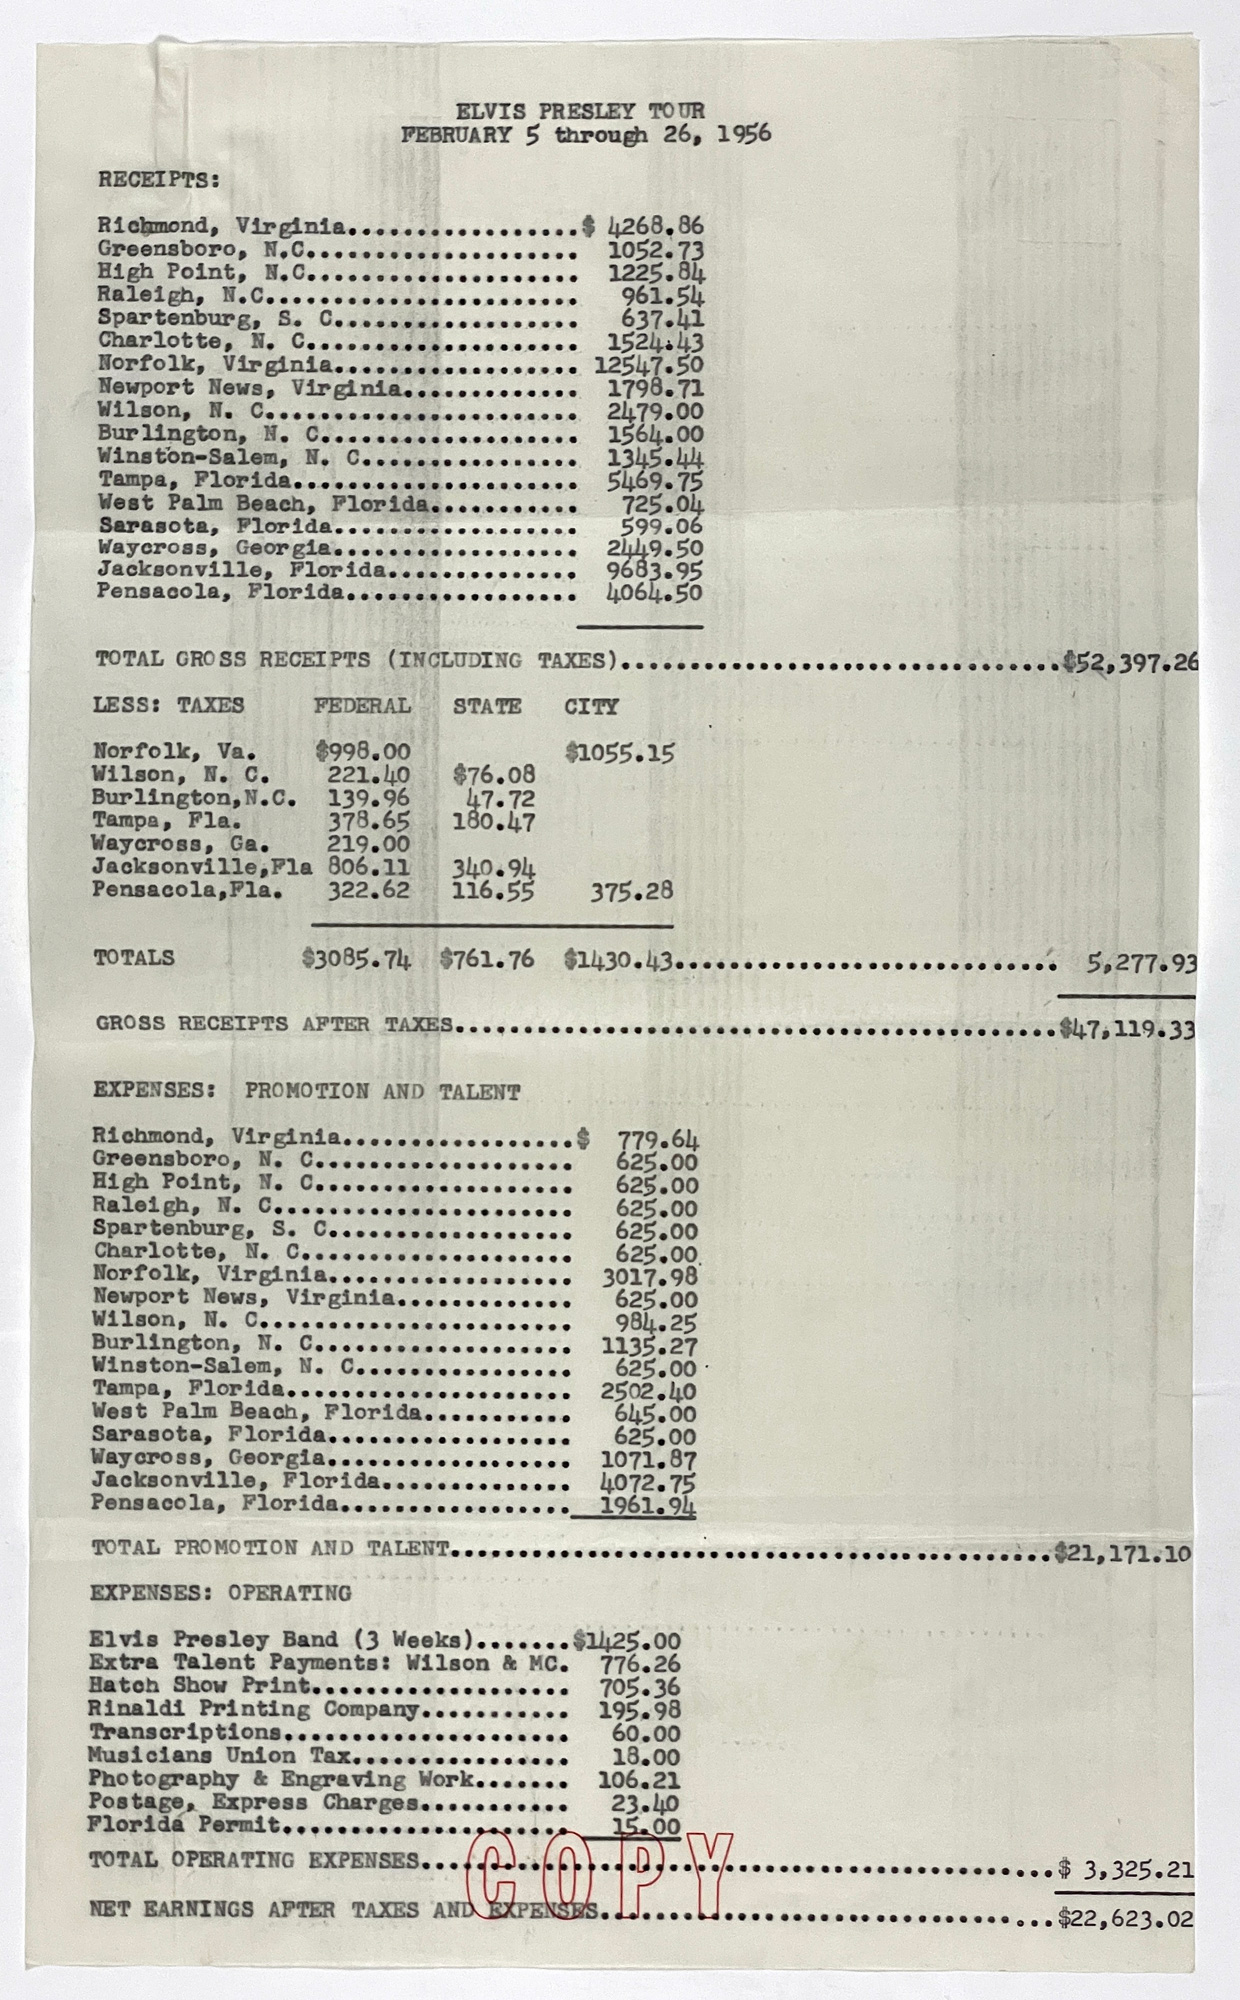 ELVIS PRESLEY TOUR
FEBRUARY 5 through 26, 1956
RECEIPTS:
Richmond, Virginia.................$ 4268.86
Greensboro, N.C.................... 1052.73
High Point, N.C.................... 1225.84
Raleigh, N.C....................... 961.54
Spartenburg, S. C.................. 637.41
Charlotte, N. C.................... 1524.43
Norfolk, Virginia.................. 12547.50
Newport News, Virginia............. 1798.71
Wilson, N. C....................... 2479.00
Burlington, N. C................... 1564.00
Winston-Salem, N. C................ 1345.44
Tampa, Florida..................... 5469.75
West Palm Beach, Florida........... 725.04
Sarasota, Florida.................. 599.06
Waycross, Georgia.................. 2449.50
Jacksonville, Florida.............. 9683.95
Pensacola, Florida................. 4064.50
TOTAL GROSS RECEIPTS (INCLUDING TAXES)................................$52,397.26
LESS: TAXES FEDERAL STATE CITY
Norfolk, Va. $998.00 $1055.15
Wilson, N. C. 221.40 $76.08
Burlington,N.C. 139.96 47.72
Tampa, Fla. 378.65 180.47
Waycross, Ga. 219.00
Jacksonville,Fla 806.11 340.94
Pensacola,Fla. 322.62 116.55 375.28
TOTALS $3085.74 $761.76 $1430.43............................ 5,277.93
GROSS RECEIPTS AFTER TAXES............................................$47,119.33
EXPENSES: PROMOTION AND TALENT
Richmond, Virginia.................$ 779.64
Greensboro, N. C................... 625.00
High Point, N. C................... 625.00
Raleigh, N. C...................... 625.00
Spartenburg, S. C.................. 625.00
Charlotte, N. C.................... 625.00
Norfolk, Virginia.................. 3017.98
Newport News, Virginia............. 625.00
Wilson, N. C....................... 984.25
Burlington, N. C................... 1135.27
Winston-Salem, N. C................ 625.00
Tampa, Florida..................... 2502.40
West Palm Beach, Florida........... 645.00
Sarasota, Florida.................. 625.00
Waycross, Georgia.................. 1071.87
Jacksonville, Florida.............. 4072.75
Pensacola, Florida................. 1961.94
TOTAL PROMOTION AND TALENT............................................$21,171.10
EXPENSES: OPERATING
Elvis Presley Band (3 Weeks).......$1425.00
Extra Talent Payments: Wilson & MC. 776.26
Hatch Show Print................... 705.36
Rinaldi Printing Company........... 195.98
Transcriptions..................... 60.00
Musicians Union Tax................ 18.00
Photography & Engraving Work....... 106.21
Postage, Express Charges........... 23.40
Florida Permit..................... 15.00
COPY
TOTAL OPERATING EXPENSES..............................................$ 3,325.21
NET EARNINGS AFTER TAXES AND EXPENSES.................................$22,623.02